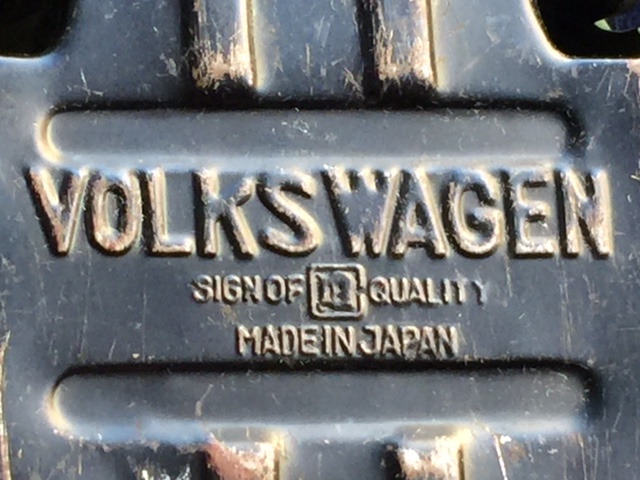 VOLKSWAGEN
SIGN OF QUALITY
MADE IN JAPAN